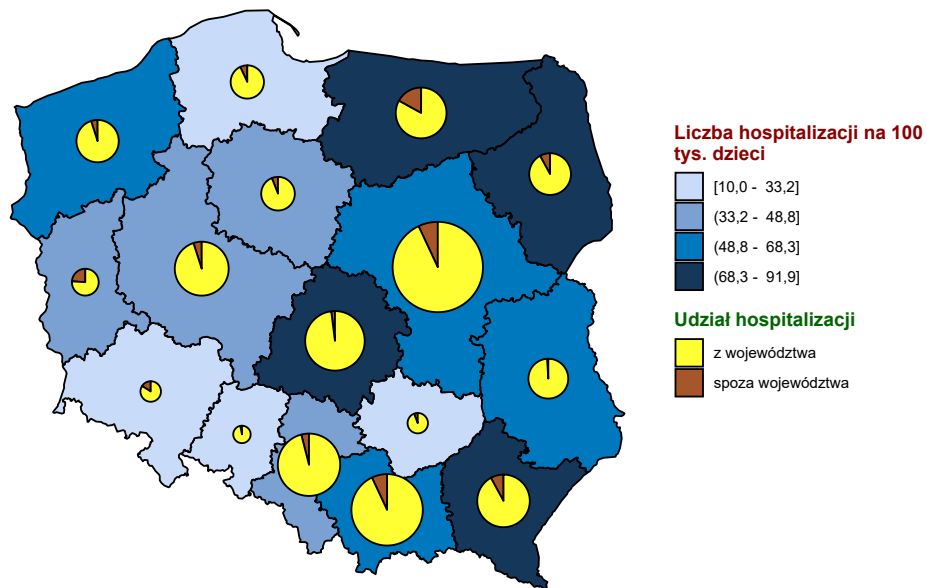 Liczba hospitalizacji na 100
tys. dzieci
[10,0 - 33,2]
(33,2 - 48,8]
(48,8 - 68,3]
(68,3 - 91,9]
Udział hospitalizacji
z województwa
spoza województwa